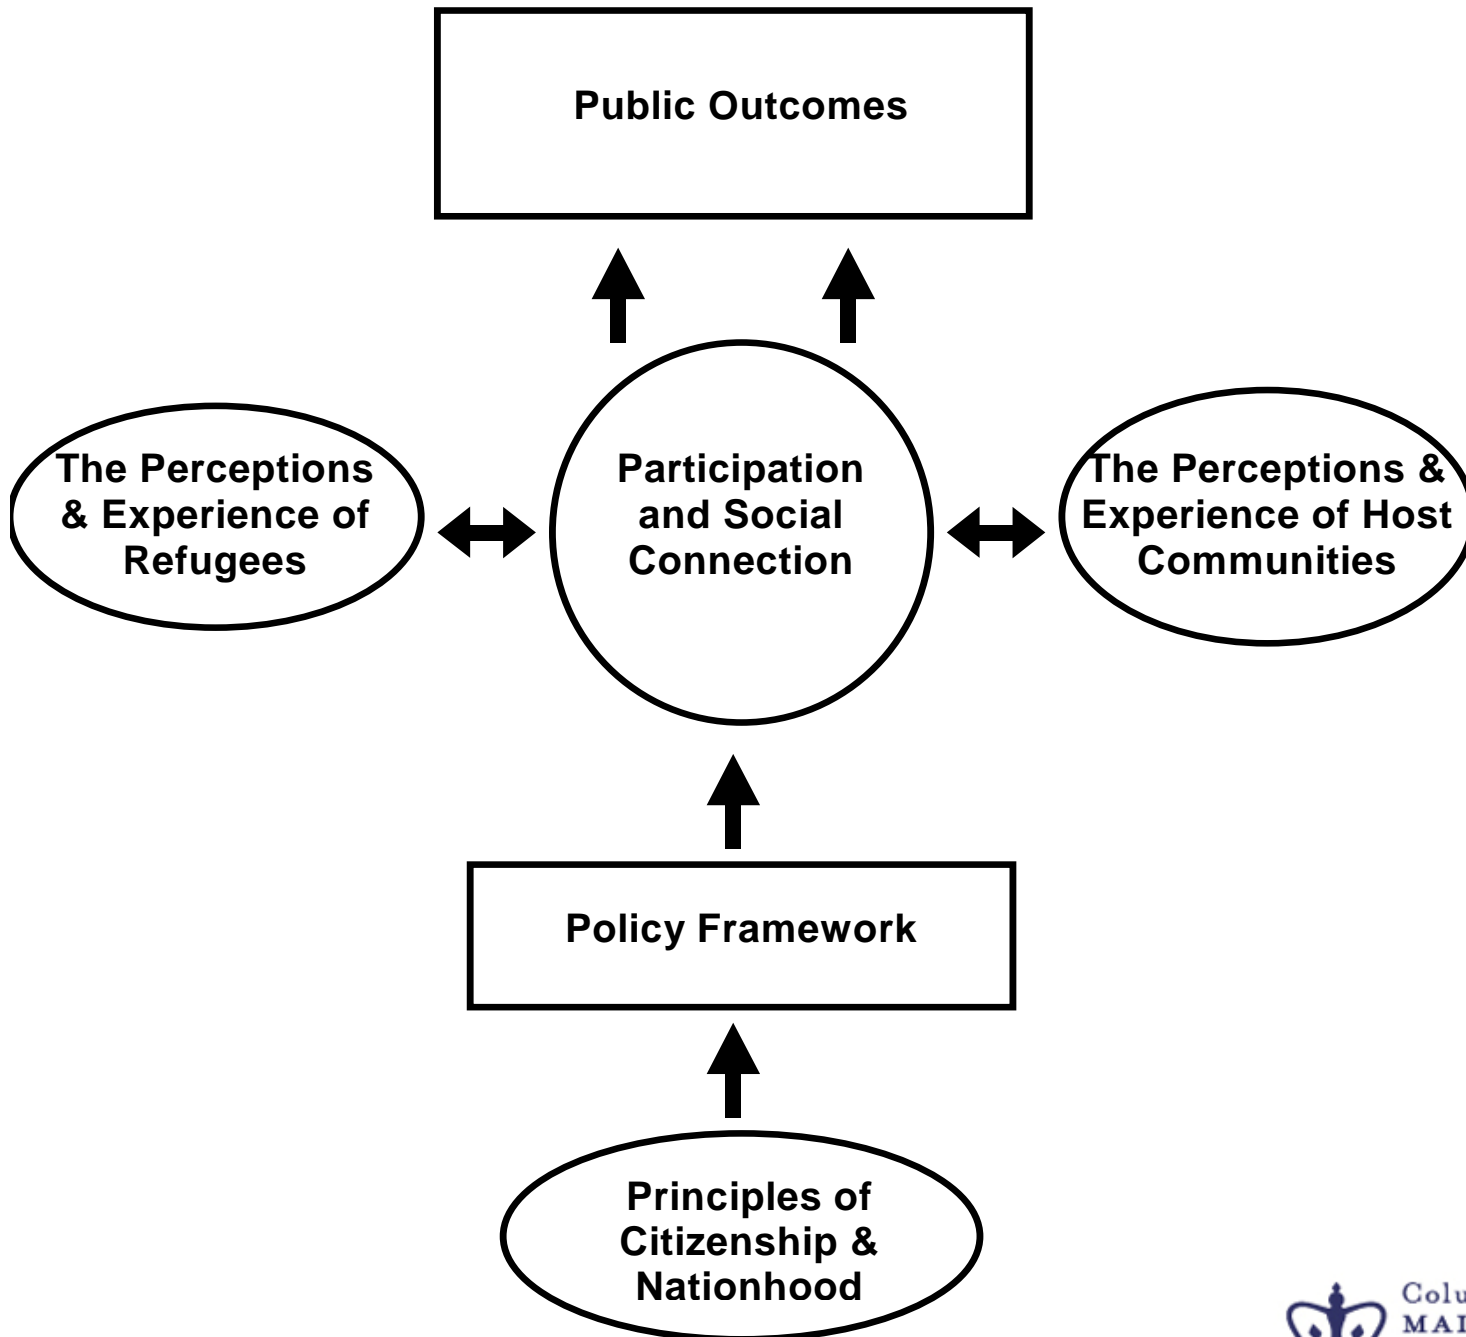 Public Outcomes
The Perceptions
& Experience of
Refugees
Participation
and Social
Connection
The Perceptions &
Experience of Host
Communities
Policy Framework
Principles of
Citizenship &
Nationhood